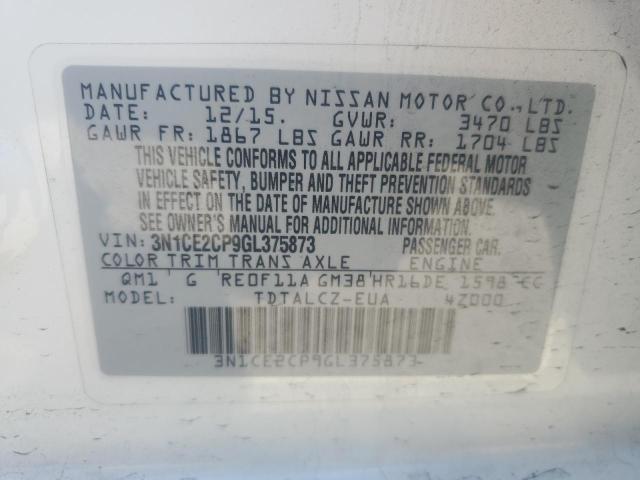 MANUFACTURED BY NISSAN MOTOR CO., LTD.
DATE: 12/15. GVWR: 3470 LBS
GAWR FR: 1867 LBS GAWR RR: 1704 LBS
THIS VEHICLE CONFORMS TO ALL APPLICABLE FEDERAL MOTOR
VEHICLE SAFETY, BUMPER AND THEFT PREVENTION STANDARDS
IN EFFECT ON THE DATE OF MANUFACTURE SHOWN ABOVE.
SEE OWNER'S MANUAL FOR ADDITIONAL INFORMATION.
VIN: 3N1CE2CP9GL375873 PASSENGER CAR.
COLOR TRIM TRANS AXLE ENGINE
QM1 G RE0F11A GM38 HR16DE 1598 CC
MODEL: TDTALCZ-EUA 4Z000
3N1CE2CP9GL375873